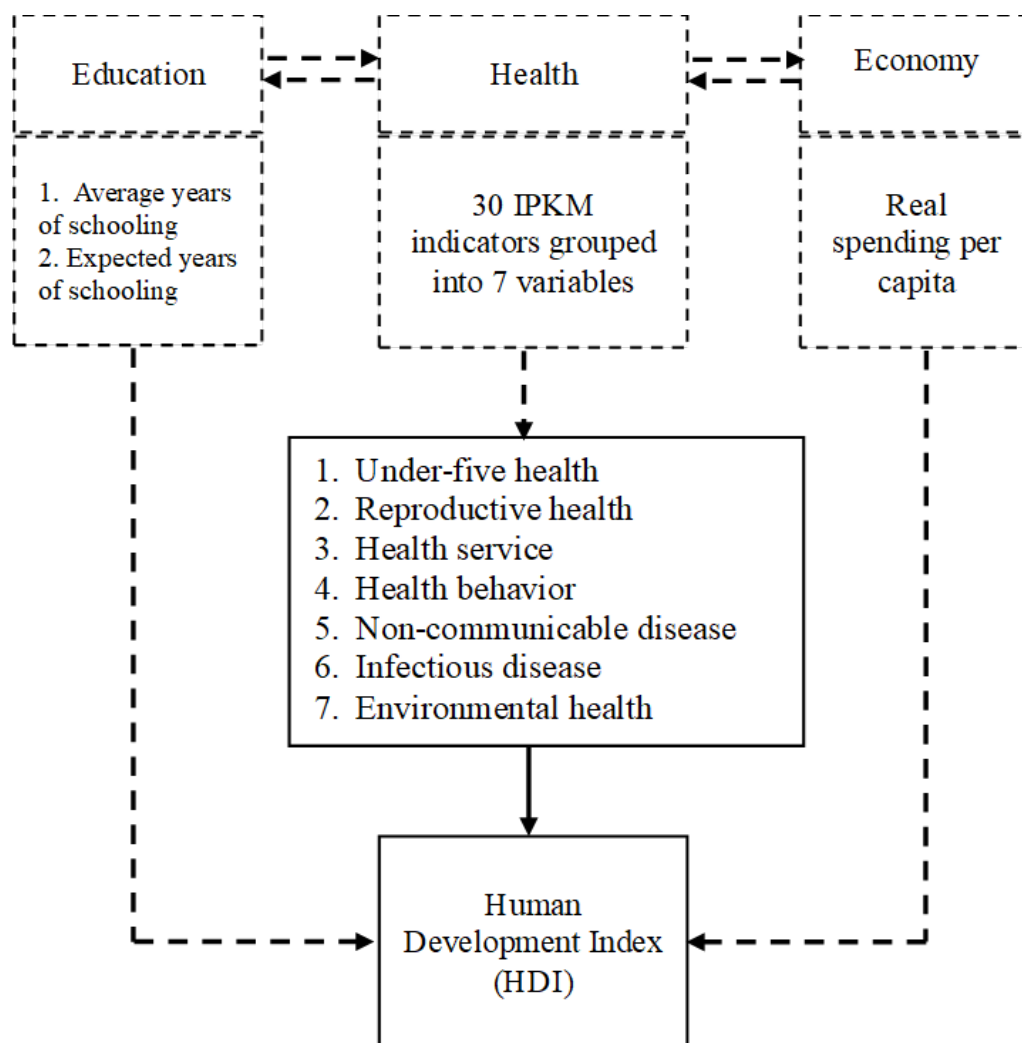 Education
Health
Economy
1. Average years
of schooling
2. Expected years
of schooling
30 IPKM
indicators grouped
into 7 variables
Real
spending per
capita
1. Under-five health
2. Reproductive health
3. Health service
4. Health behavior
5. Non-communicable disease
6. Infectious disease
7. Environmental health
Human
Development Index
(HDI)